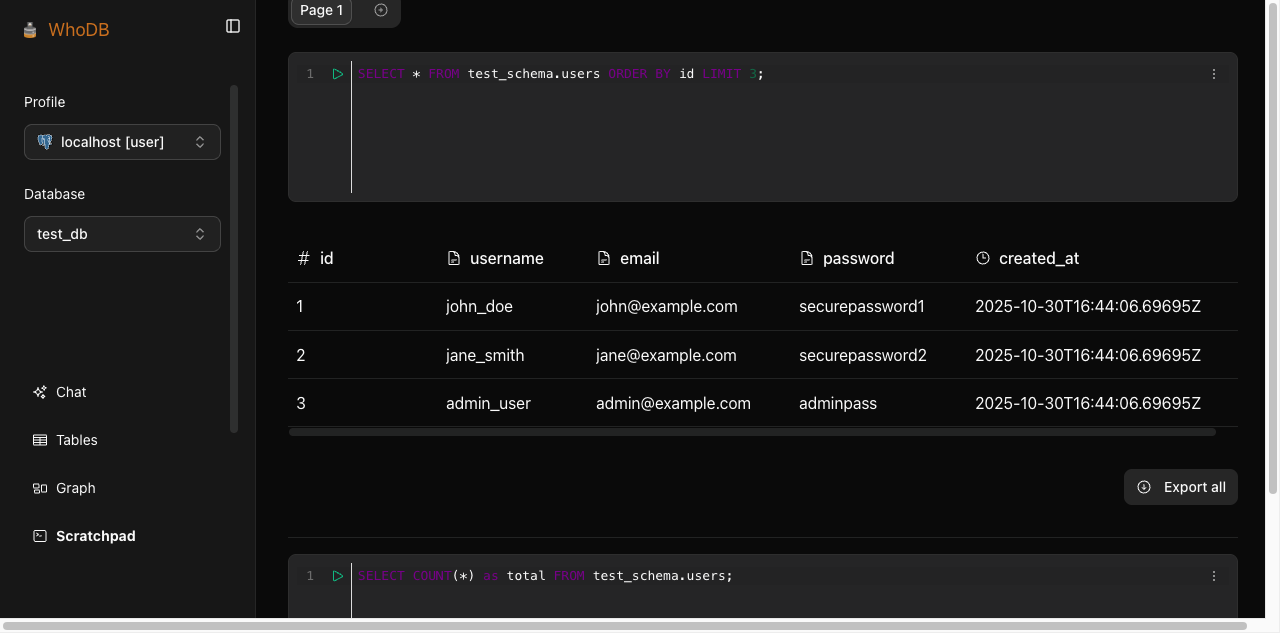 WhoDB
Profile
localhost [user]
Database
test_db
Chat
Tables
Graph
Scratchpad
Page 1
1 SELECT * FROM test_schema.users ORDER BY id LIMIT 3;
# id username email password created_at
1 john_doe john@example.com securepassword1 2025-10-30T16:44:06.69695Z
2 jane_smith jane@example.com securepassword2 2025-10-30T16:44:06.69695Z
3 admin_user admin@example.com adminpass 2025-10-30T16:44:06.69695Z
Export all
1 SELECT COUNT(*) as total FROM test_schema.users;